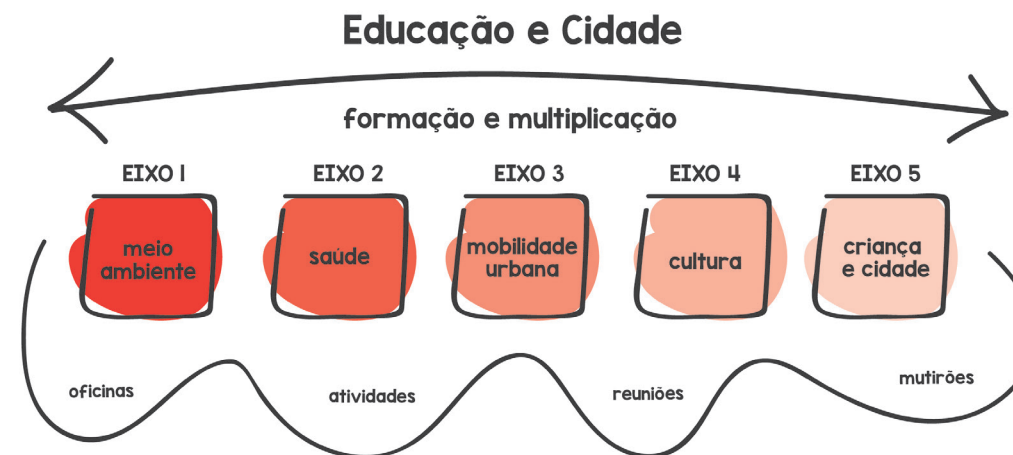 Educação e Cidade
formação e multiplicação
EIXO 1
EIXO 2
EIXO 3
EIXO 4
EIXO 5
meio
ambiente
saúde
mobilidade
urbana
cultura
criança
e cidade
oficinas
atividades
reuniões
mutirões